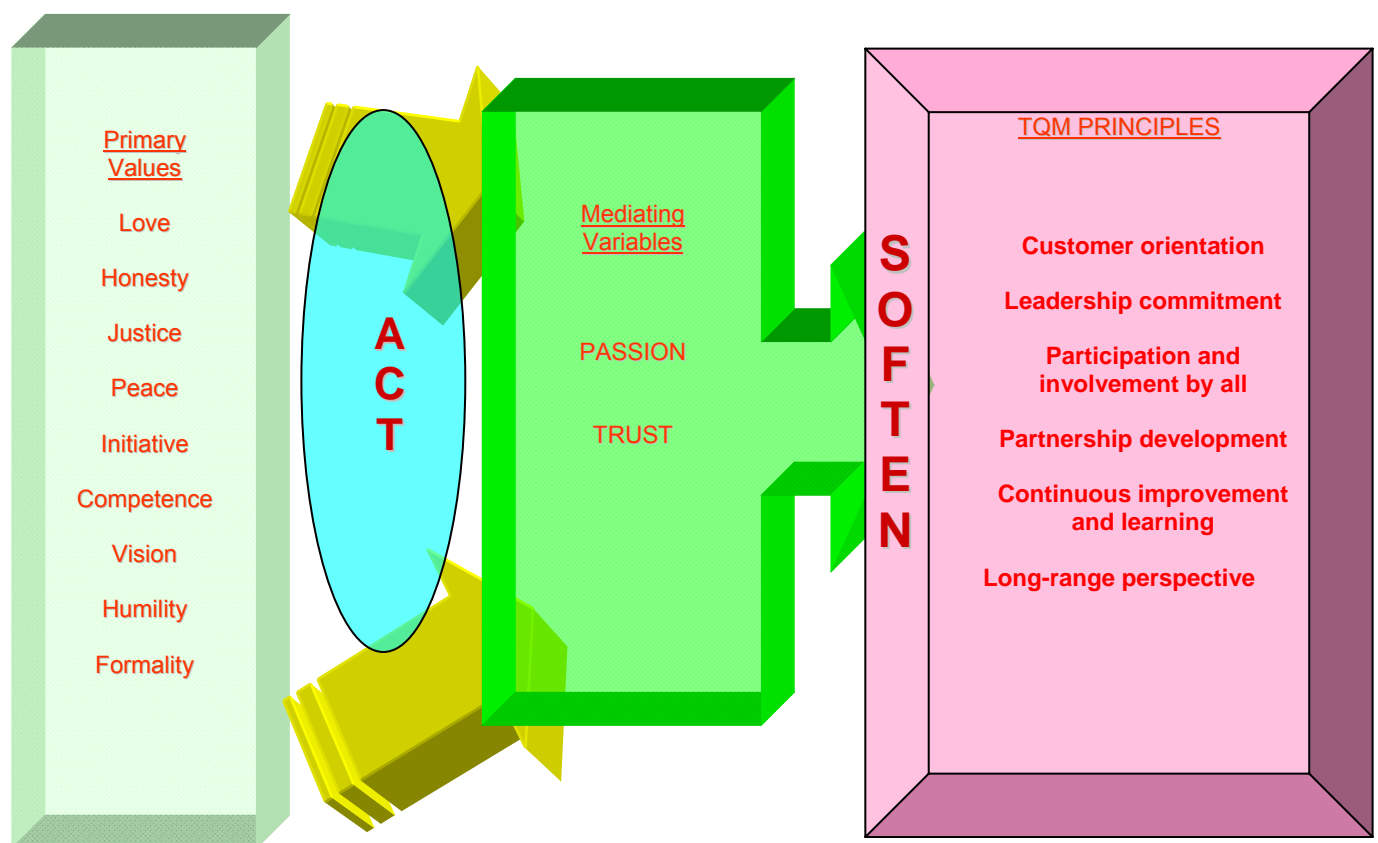 Primary
Values
Love
Honesty
Justice
Peace
Initiative
Competence
Vision
Humility
Formality
A
C
T
Mediating
Variables
PASSION
TRUST
S
O
F
T
E
N
TQM PRINCIPLES
Customer orientation
Leadership commitment
Participation and
involvement by all
Partnership development
Continuous improvement
and learning
Long-range perspective